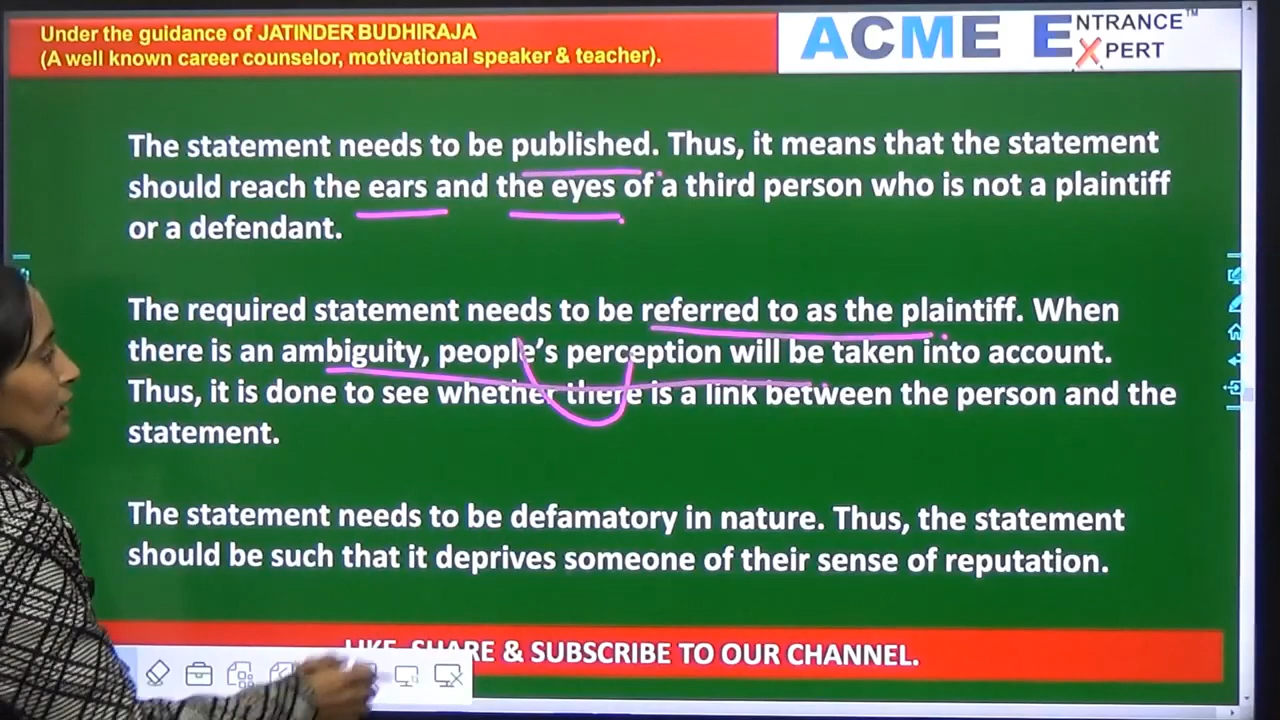 Under the guidance of JATINDER BUDHIRAJA
(A well known career counselor, motivational speaker & teacher).
ACME ENTRANCE EXPERT™
The statement needs to be published. Thus, it means that the statement
should reach the ears and the eyes of a third person who is not a plaintiff
or a defendant.
The required statement needs to be referred to as the plaintiff. When
there is an ambiguity, people's perception will be taken into account.
Thus, it is done to see whether there is a link between the person and the
statement.
The statement needs to be defamatory in nature. Thus, the statement
should be such that it deprives someone of their sense of reputation.
LIKE, SHARE & SUBSCRIBE TO OUR CHANNEL.